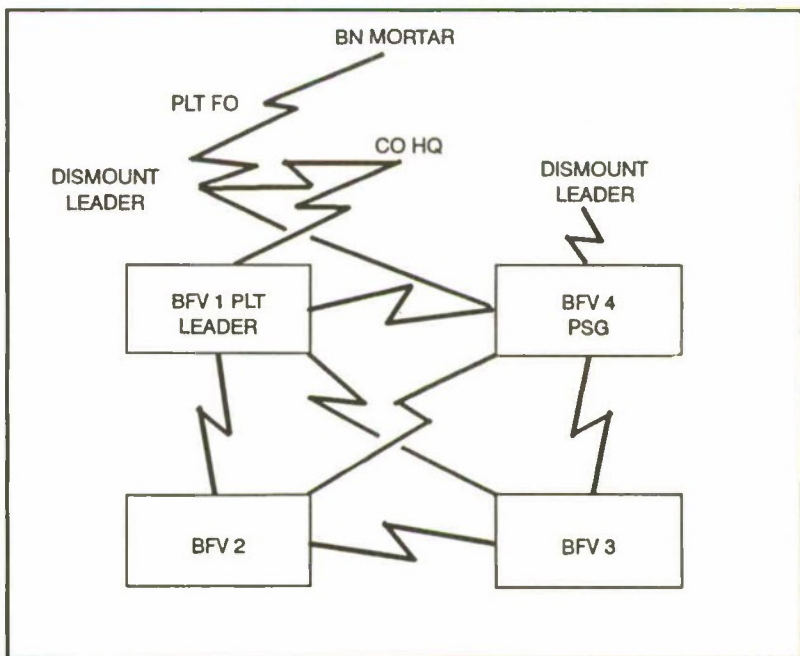 BN MORTAR
PLT FO
CO HQ
DISMOUNT
LEADER
DISMOUNT
LEADER
BFV 1 PLT
LEADER
BFV 4
PSG
BFV 2
BFV 3